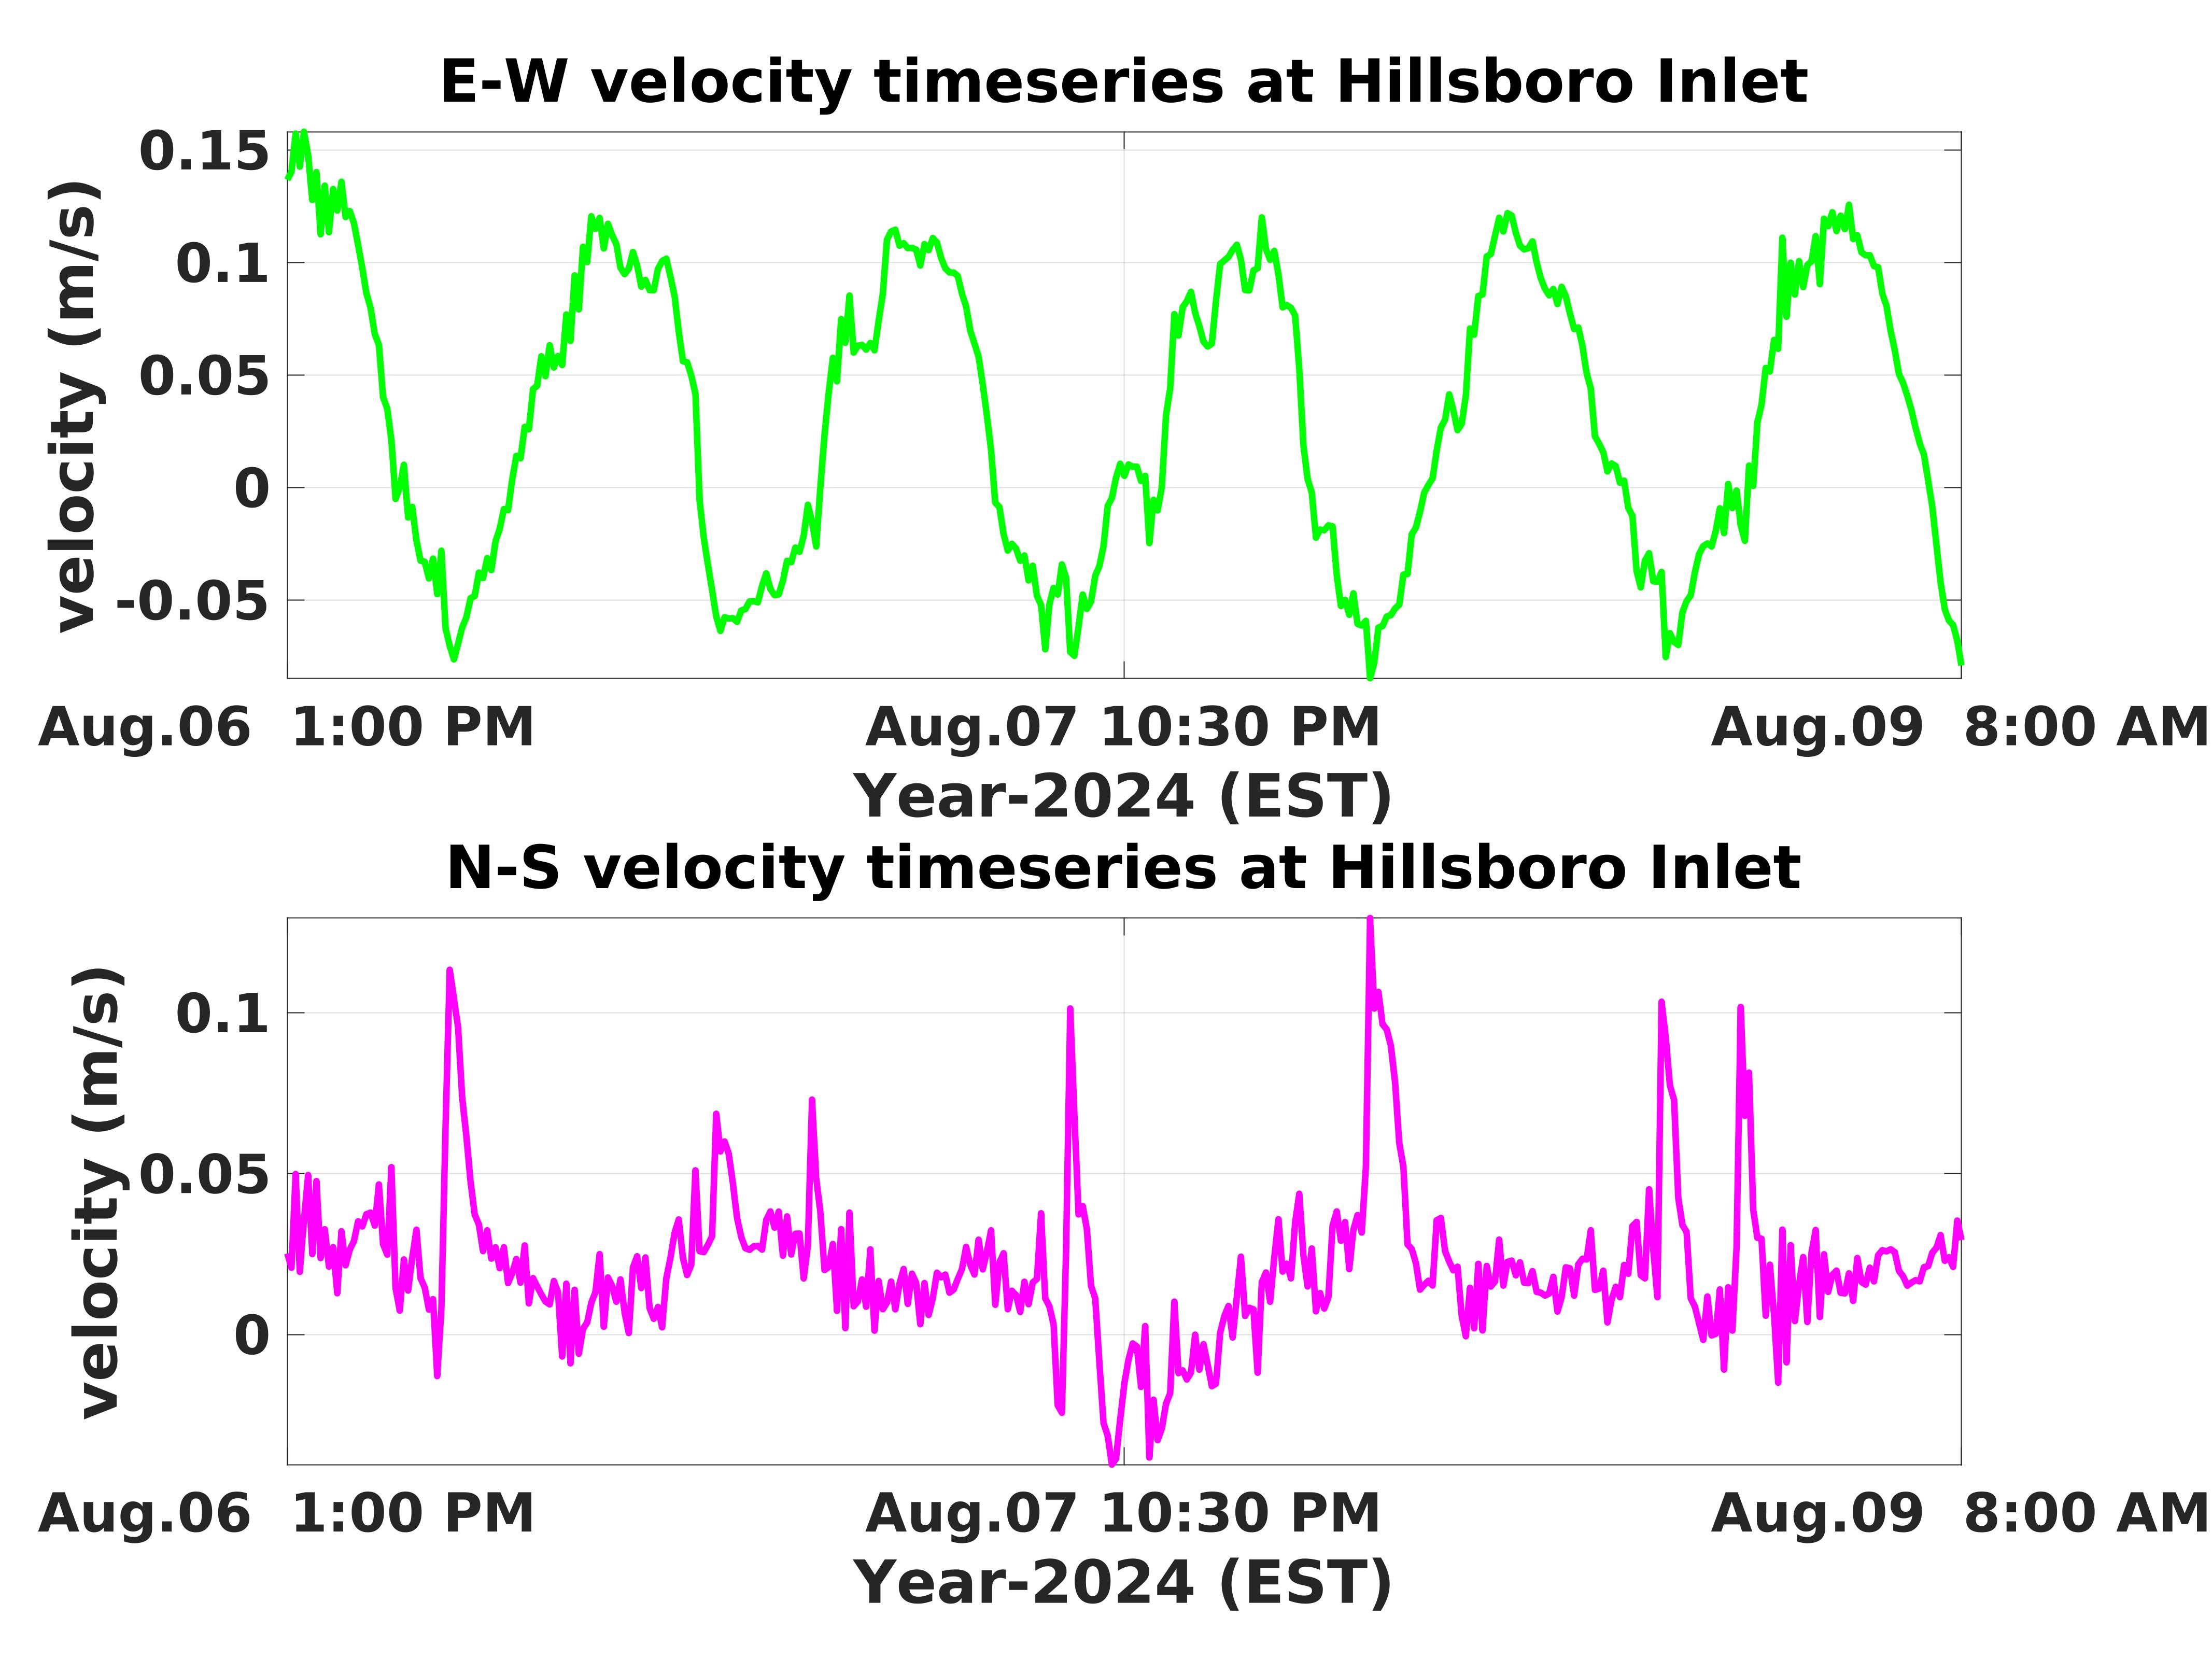 E-W velocity timeseries at Hillsboro Inlet
velocity (m/s)
0.15
0.1
0.05
0
-0.05
Aug.06 1:00 PM Aug.07 10:30 PM Aug.09 8:00 AM
Year-2024 (EST)
N-S velocity timeseries at Hillsboro Inlet
velocity (m/s)
0.1
0.05
0
Aug.06 1:00 PM Aug.07 10:30 PM Aug.09 8:00 AM
Year-2024 (EST)